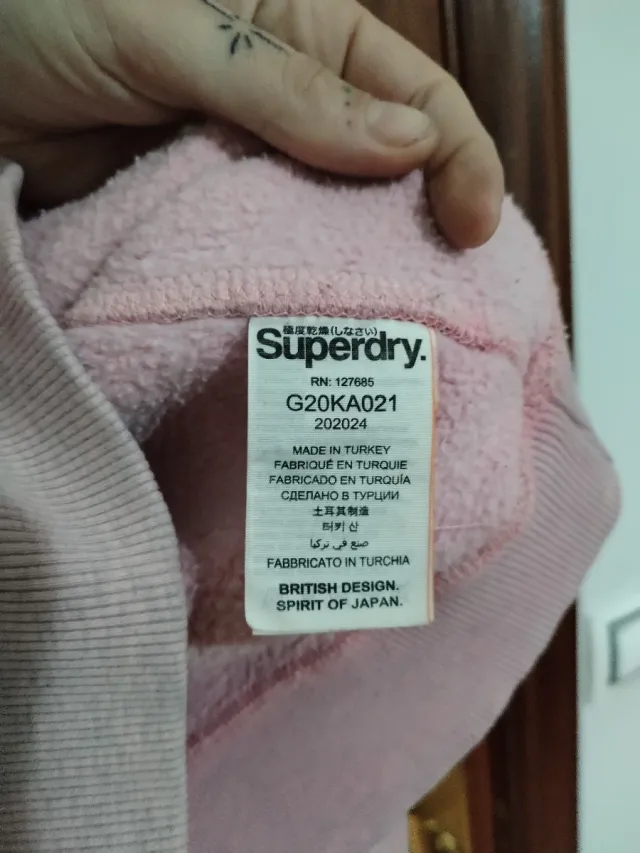 極度乾燥(しなさい)
Superdry.
RN: 127685
G20KA021
202024
MADE IN TURKEY
FABRIQUÉ EN TURQUIE
FABRICADO EN TURQUÍA
СДЕЛАНО В ТУРЦИИ
土耳其制造
터키 산
صنع في تركيا
FABBRICATO IN TURCHIA
BRITISH DESIGN.
SPIRIT OF JAPAN.